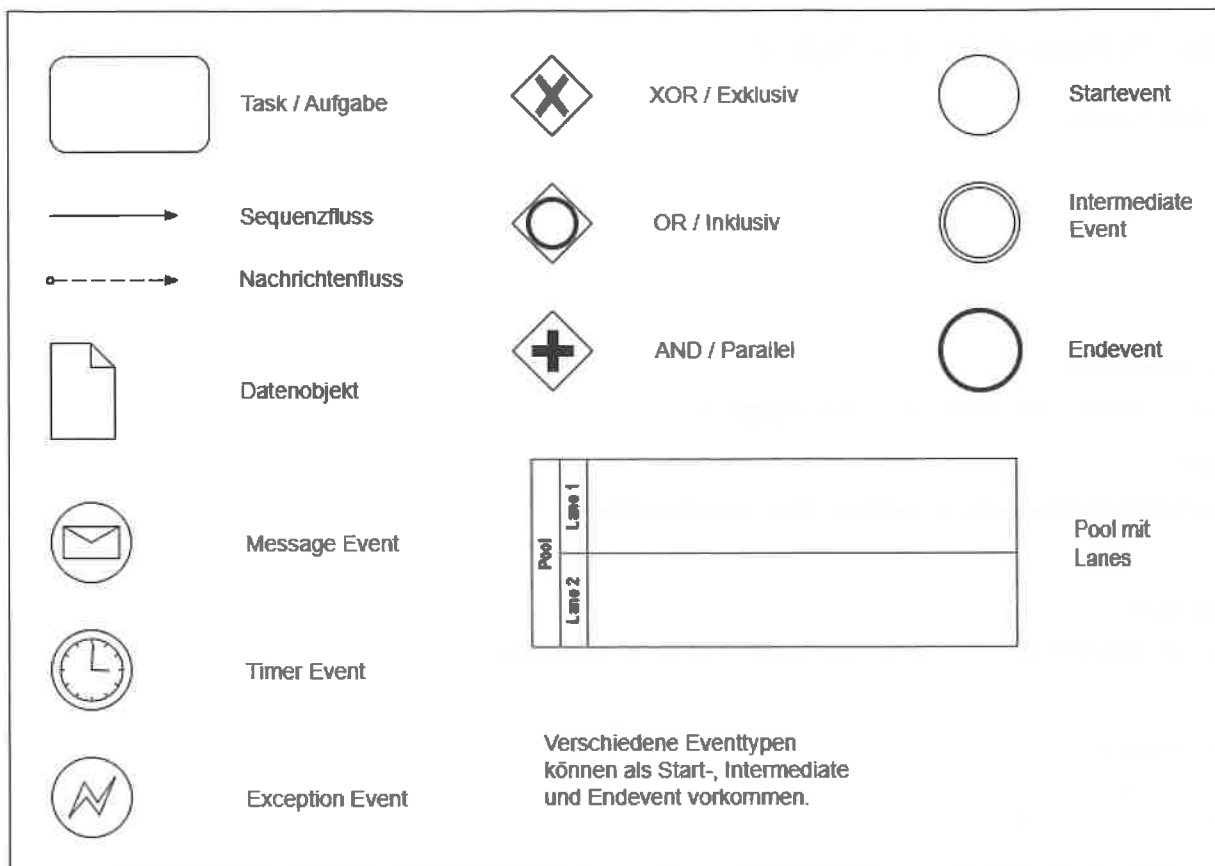 Task / Aufgabe
Sequenzfluss
Nachrichtenfluss
Datenobjekt
Message Event
Timer Event
Exception Event
XOR / Exklusiv
OR / Inklusiv
AND / Parallel
Startevent
Intermediate
Event
Endevent
Pool
Lane 1
Lane 2
Pool mit
Lanes
Verschiedene Eventtypen
können als Start-, Intermediate
und Endevent vorkommen.